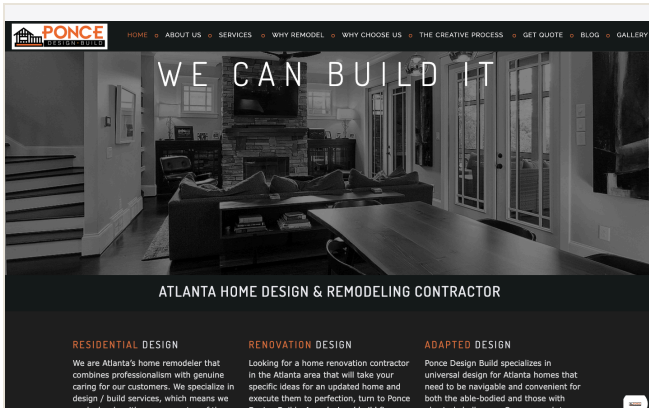 PONCE
DESIGN·BUILD
HOME ABOUT US SERVICES WHY REMODEL WHY CHOOSE US THE CREATIVE PROCESS GET QUOTE BLOG GALLERY
WE CAN BUILD IT
ATLANTA HOME DESIGN & REMODELING CONTRACTOR
RESIDENTIAL DESIGN
We are Atlanta's home remodeler that
combines professionalism with genuine
caring for our customers. We specialize in
design / build services, which means we
RENOVATION DESIGN
Looking for a home renovation contractor
in the Atlanta area that will take your
specific ideas for an updated home and
execute them to perfection, turn to Ponce
ADAPTED DESIGN
Ponce Design Build specializes in
universal design for Atlanta homes that
need to be navigable and convenient for
both the able-bodied and those with